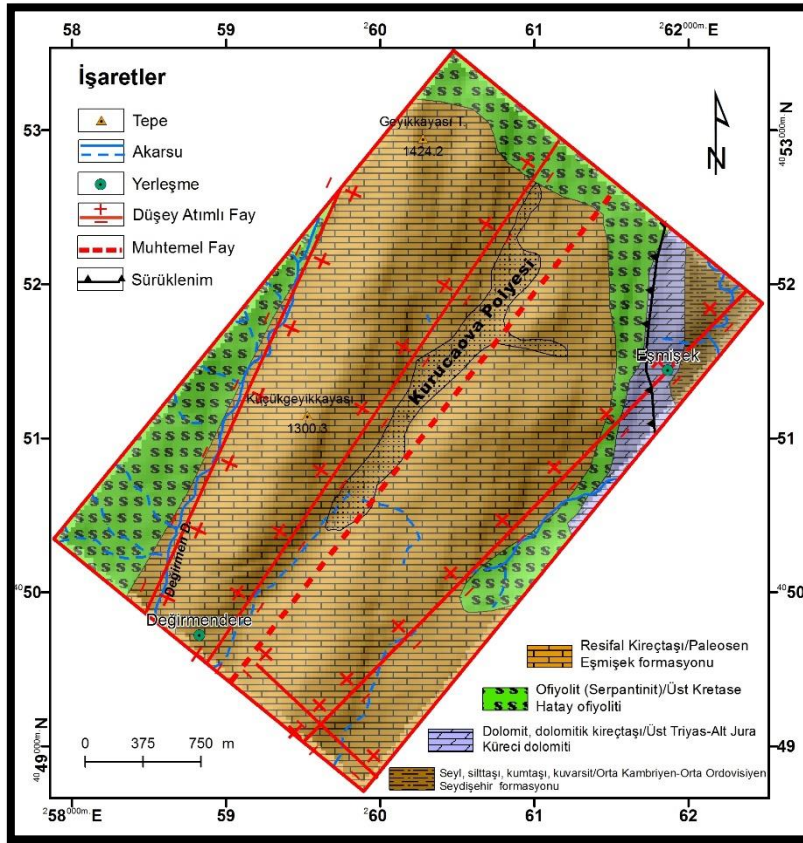 58
59
²60
61
²62⁰⁰⁰ᵐ· E
İşaretler
Tepe
Akarsu
Yerleşme
Düşey Atımlı Fay
Muhtemel Fay
Sürüklenim
53
52
51
⁴⁰50
⁴⁰49⁰⁰⁰ᵐ· N
⁴⁰53⁰⁰⁰ᵐ· N
52
51
⁴⁰50
49
N
Geyikkayası T.
1424.2
Kurucaova Polyesi
Eşmişek
Küçükgeyikkayası T.
1300.3
Değirmen D.
Değirmendere
0 375 750 m
Resifal Kireçtaşı/Paleosen
Eşmişek formasyonu
Ofiyolit (Serpantinit)/Üst Kretase
Hatay ofiyoliti
Dolomit, dolomitik kireçtaşı/Üst Triyas-Alt Jura
Küreci dolomiti
Şeyl, silttaşı, kumtaşı, kuvarsit/Orta Kambriyen-Orta Ordovisiyen
Seydişehir formasyonu
²58⁰⁰⁰ᵐ· E
59
²60
61
62